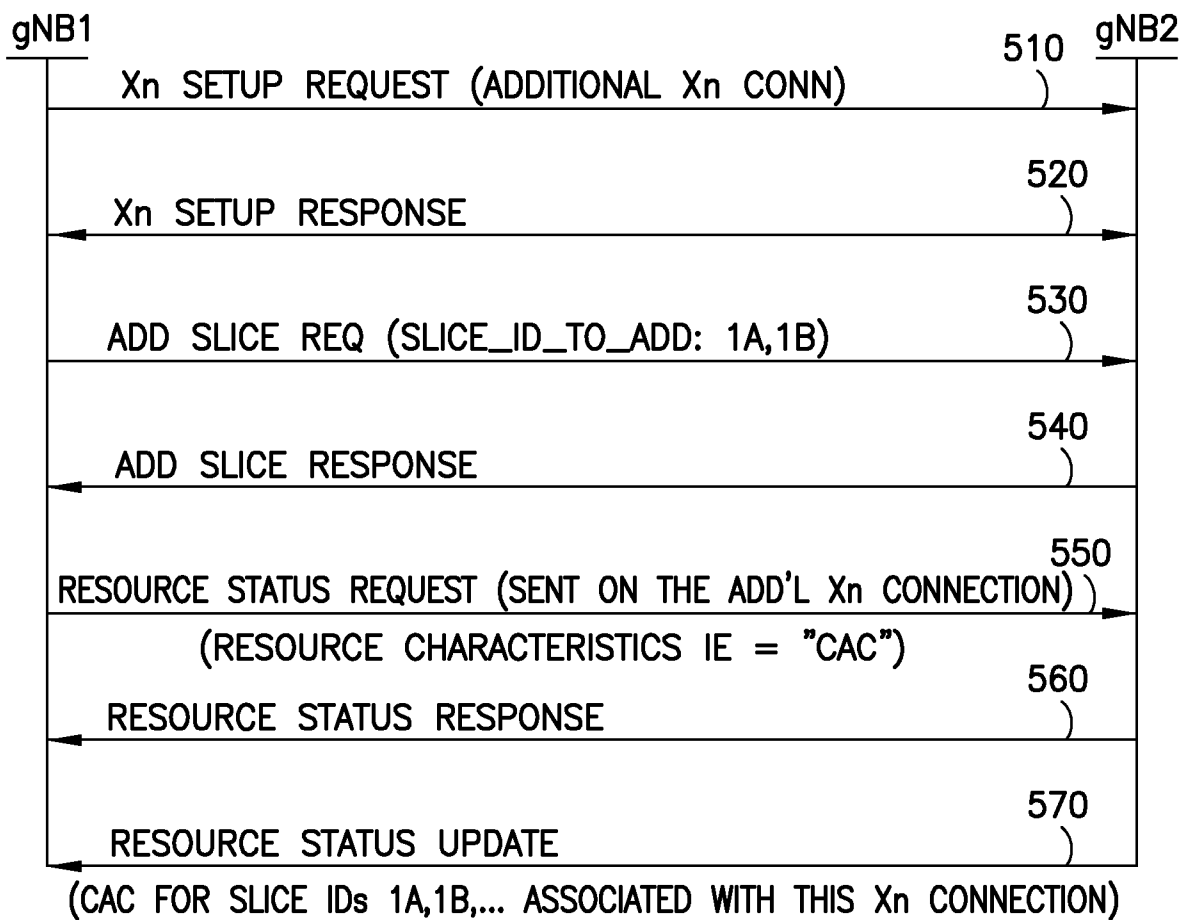 gNB1
gNB2
510
Xn SETUP REQUEST (ADDITIONAL Xn CONN)
520
Xn SETUP RESPONSE
530
ADD SLICE REQ (SLICE_ID_TO_ADD: 1A,1B)
540
ADD SLICE RESPONSE
550
RESOURCE STATUS REQUEST (SENT ON THE ADD'L Xn CONNECTION)
(RESOURCE CHARACTERISTICS IE = "CAC")
560
RESOURCE STATUS RESPONSE
570
RESOURCE STATUS UPDATE
(CAC FOR SLICE IDs 1A,1B,... ASSOCIATED WITH THIS Xn CONNECTION)